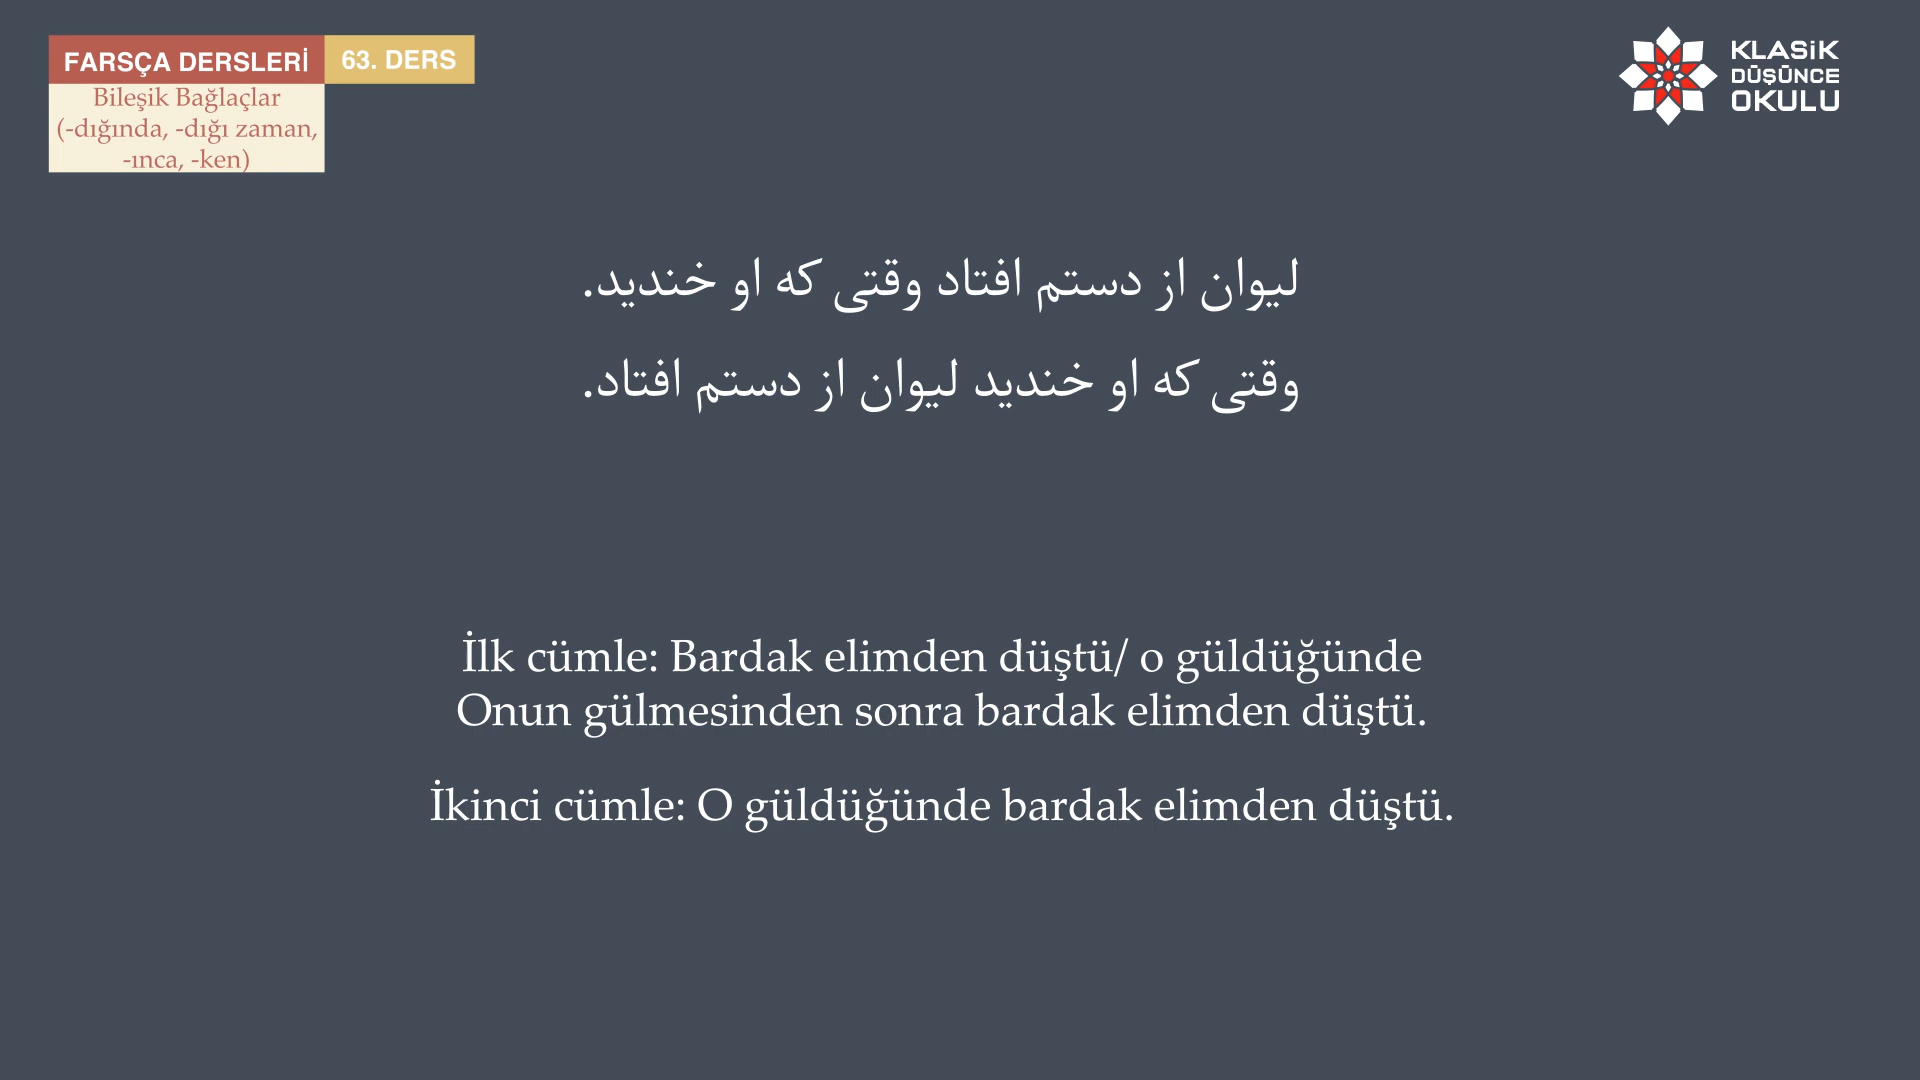 FARSÇA DERSLERİ
63. DERS
Bileşik Bağlaçlar
(-dığında, -dığı zaman,
-ınca, -ken)
KLASiK
DÜŞÜNCE
OKULU
لیوان از دستم افتاد وقتی که او خندید.
وقتی که او خندید لیوان از دستم افتاد.
İlk cümle: Bardak elimden düştü/ o güldüğünde
Onun gülmesinden sonra bardak elimden düştü.
İkinci cümle: O güldüğünde bardak elimden düştü.